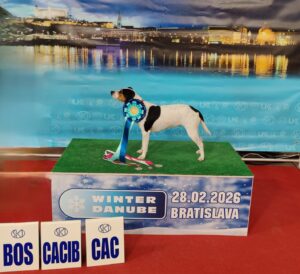 WINTER
DANUBE
28.02.2026
BRATISLAVA
BOS
CACIB
CAC